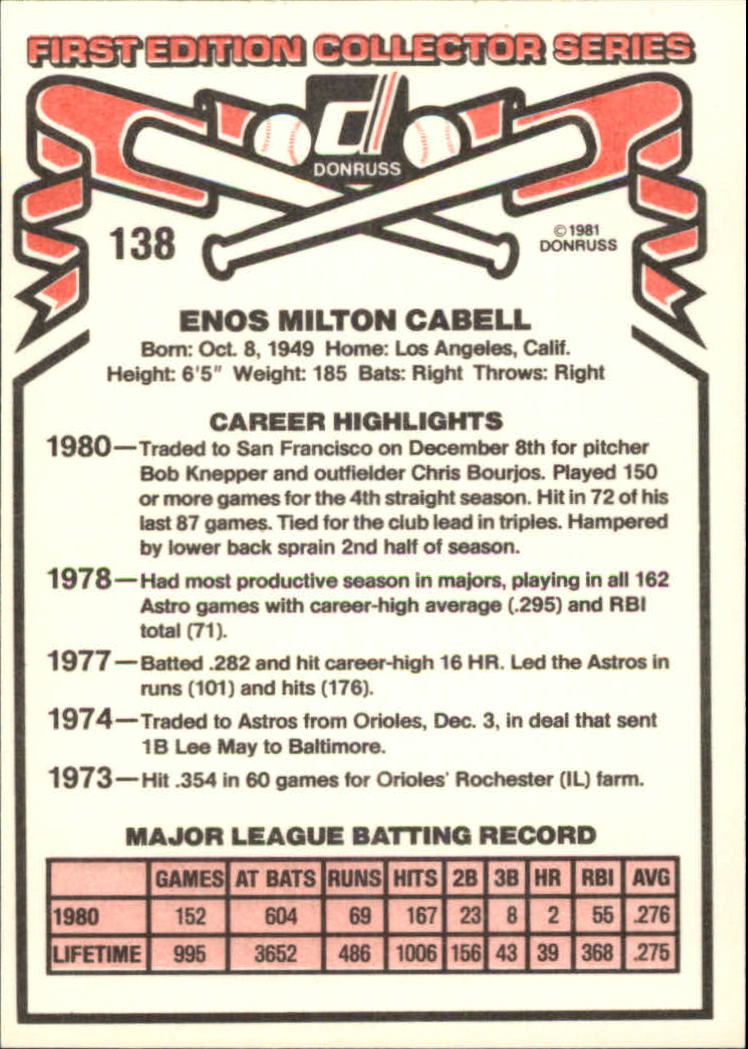 FIRST EDITION COLLECTOR SERIES
d
DONRUSS
138
©1981
DONRUSS
ENOS MILTON CABELL
Born: Oct. 8, 1949 Home: Los Angeles, Calif.
Height: 6'5" Weight: 185 Bats: Right Throws: Right
CAREER HIGHLIGHTS
1980—Traded to San Francisco on December 8th for pitcher
Bob Knepper and outfielder Chris Bourjos. Played 150
or more games for the 4th straight season. Hit in 72 of his
last 87 games. Tied for the club lead in triples. Hampered
by lower back sprain 2nd half of season.
1978—Had most productive season in majors, playing in all 162
Astro games with career-high average (.295) and RBI
total (71).
1977—Batted .282 and hit career-high 16 HR. Led the Astros in
runs (101) and hits (176).
1974—Traded to Astros from Orioles, Dec. 3, in deal that sent
1B Lee May to Baltimore.
1973—Hit .354 in 60 games for Orioles' Rochester (IL) farm.
MAJOR LEAGUE BATTING RECORD
GAMES AT BATS RUNS HITS 2B 3B HR RBI AVG
1980 152 604 69 167 23 8 2 55 .276
LIFETIME 995 3652 486 1006 156 43 39 368 .275